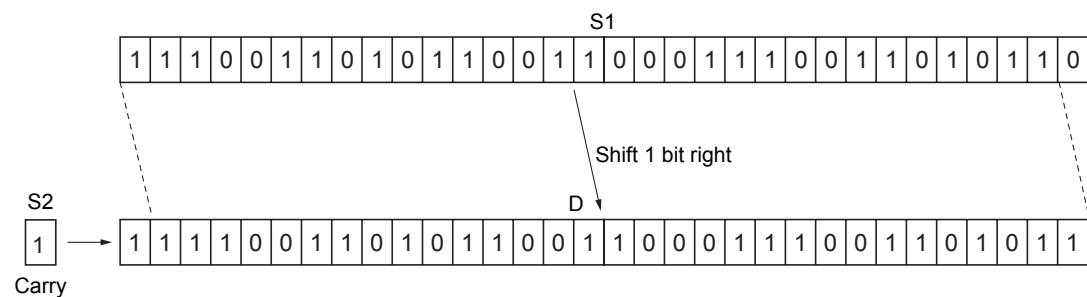 S1
1 1 1 0 0 1 1 0 1 0 1 1 0 0 1 1 0 0 0 1 1 1 0 0 1 1 0 1 0 1 1 0
Shift 1 bit right
S2
D
1
1 1 1 1 0 0 1 1 0 1 0 1 1 0 0 1 1 0 0 0 1 1 1 0 0 1 1 0 1 0 1 1
Carry